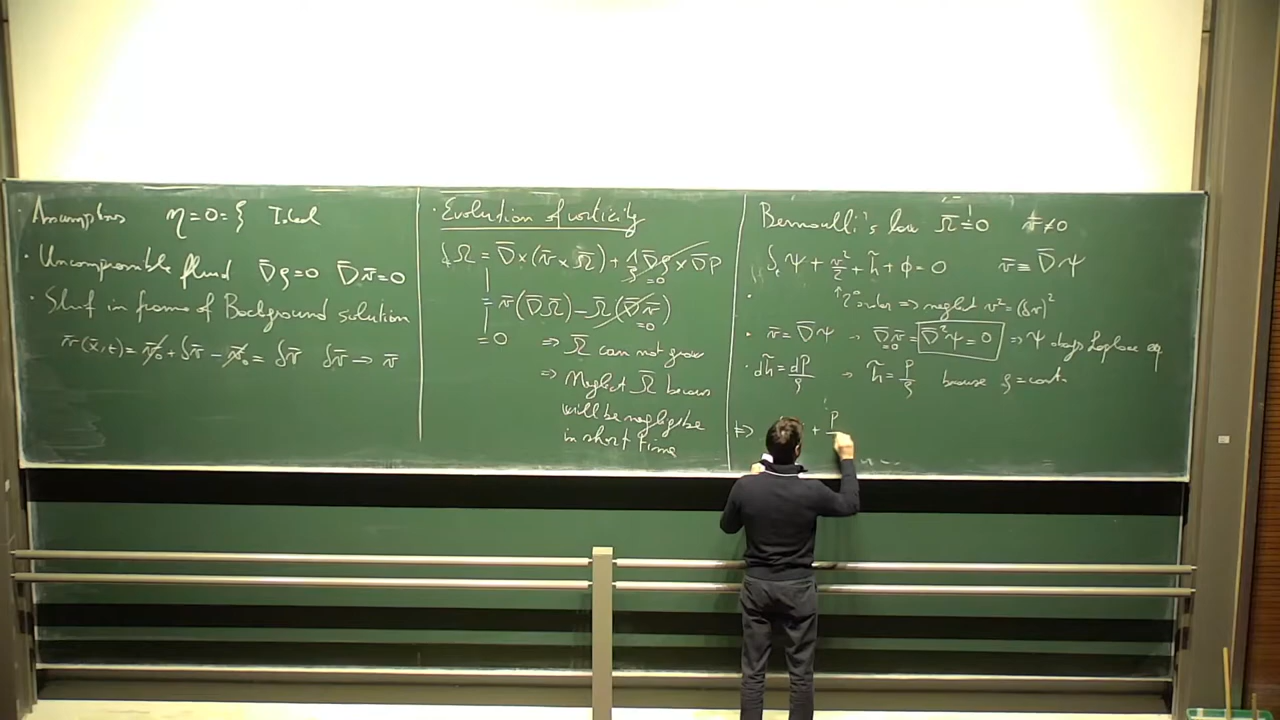 · Assumptions η=0=ξ Ideal
· Uncompressible fluid ∇̄ρ=0 ∇̄v̄=0
· Shift in frame of Background solution
v̄(x̄,t)=v̄₀+δv̄-v̄₀=δv̄ δv̄→v̄
· Evolution of vorticity
∂ₜΩ̄ = ∇̄×(v̄×Ω̄)+1/ρ² ∇̄ρ×∇̄P =0
= v̄(∇̄Ω̄)-Ω̄(∇̄v̄) =0
=0 ⇒ Ω̄ can not grow
⇒ Neglect Ω̄ because
will be negligible
in short time
Bernoulli's law Ω̄=0 v̄≠0
∂ₜΨ + v²/2 + h̃ + ϕ = 0 v̄≡∇̄Ψ
↑ 2° order ⇒ neglect v²=(δv)²
· v̄=∇̄Ψ → ∇̄v̄=∇̄²Ψ=0 ⇒ Ψ obeys Laplace eq
=0
· dh̃=dP/ρ → h̃=P/ρ because ρ=cont.
⇒ + P